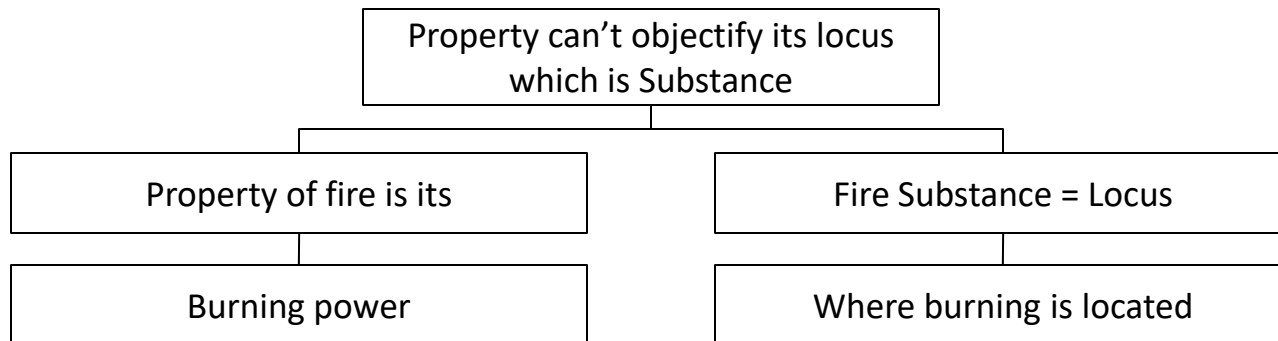 Property can’t objectify its locus
which is Substance
Property of fire is its
Fire Substance = Locus
Burning power
Where burning is located